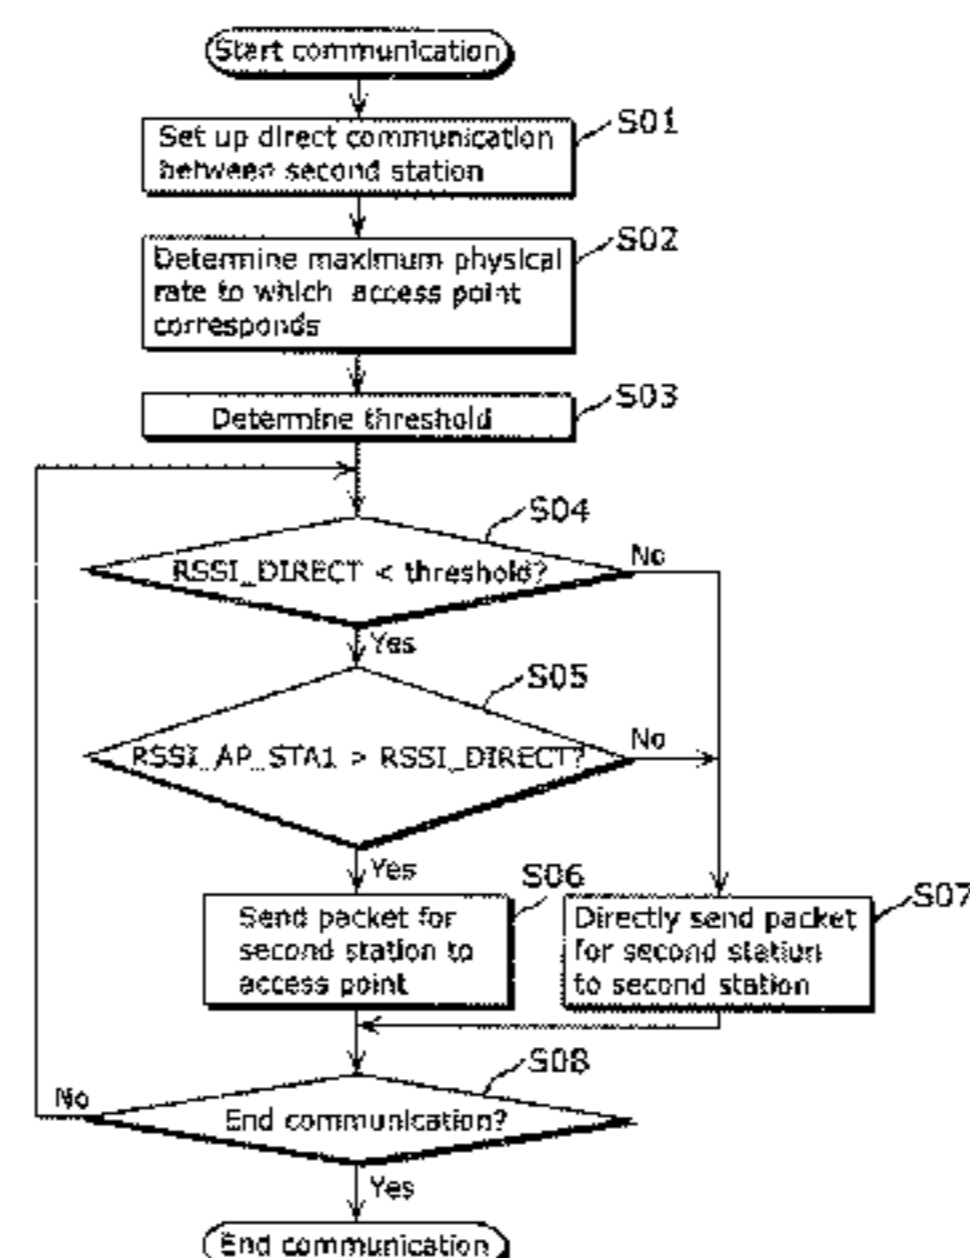 Start communication
S01
Set up direct communication
between second station
S02
Determine maximum physical
rate to which access point
corresponds
S03
Determine threshold
S04
RSSI_DIRECT < threshold?
No
Yes
S05
RSSI_AP_STA1 > RSSI_DIRECT?
No
Yes
S06
Send packet for
second station to
access point
S07
Directly send packet
for second station
to second station
S08
End communication?
No
Yes
End communication